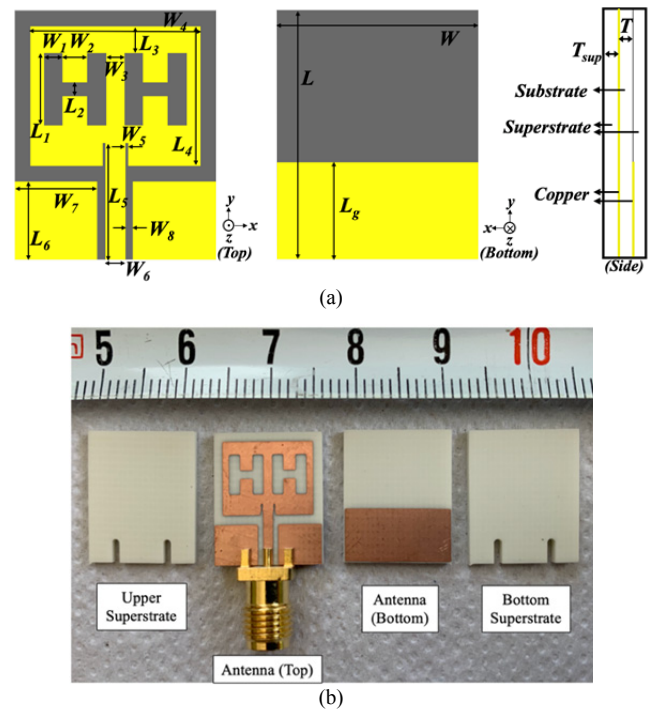 W4
W1 W2
L3
W3
L2
L1
W5
L4
W7
L5
L6
W8
W6
y
x
z
(Top)
W
L
Lg
y
x
z
(Bottom)
T
Tsup
Substrate
Superstrate
Copper
(Side)
(a)
5 6 7 8 9 10
Upper
Superstrate
Antenna (Top)
Antenna
(Bottom)
Bottom
Superstrate
(b)